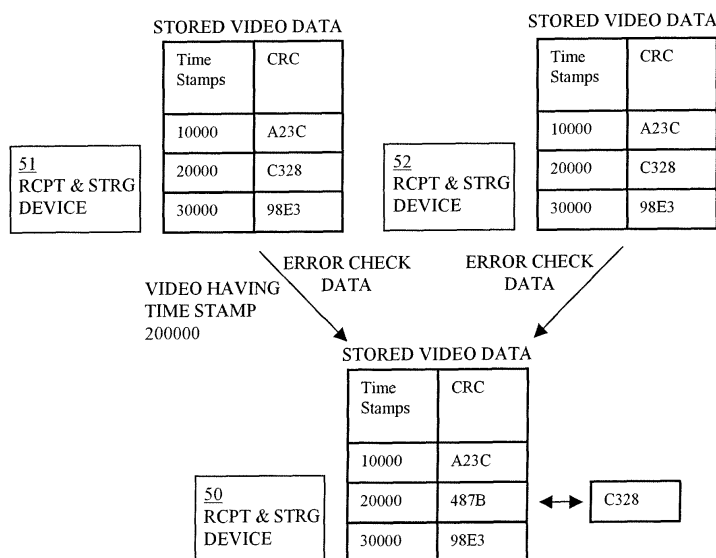 STORED VIDEO DATA
Time Stamps CRC
10000 A23C
20000 C328
30000 98E3
51
RCPT & STRG
DEVICE
STORED VIDEO DATA
Time Stamps CRC
10000 A23C
20000 C328
30000 98E3
52
RCPT & STRG
DEVICE
VIDEO HAVING
TIME STAMP
200000
ERROR CHECK
DATA
ERROR CHECK
DATA
STORED VIDEO DATA
Time Stamps CRC
10000 A23C
20000 487B
30000 98E3
C328
50
RCPT & STRG
DEVICE